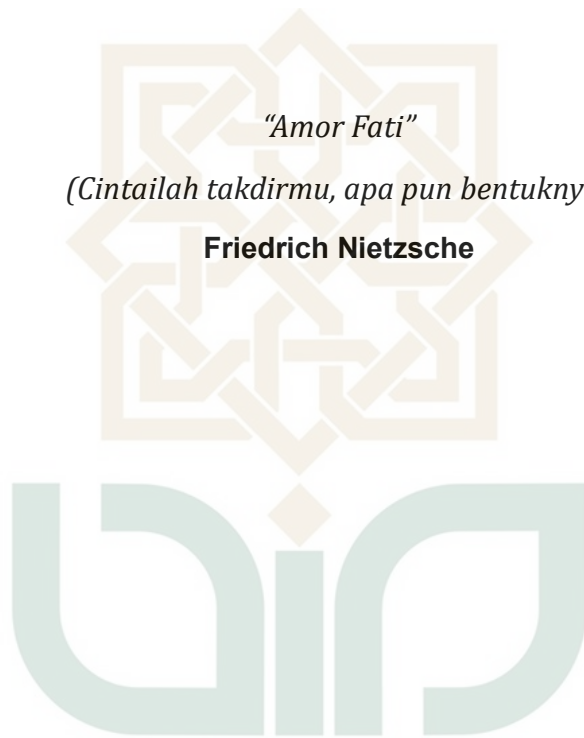 “Amor Fati”
(Cintailah takdirmu, apa pun bentukny
Friedrich Nietzsche